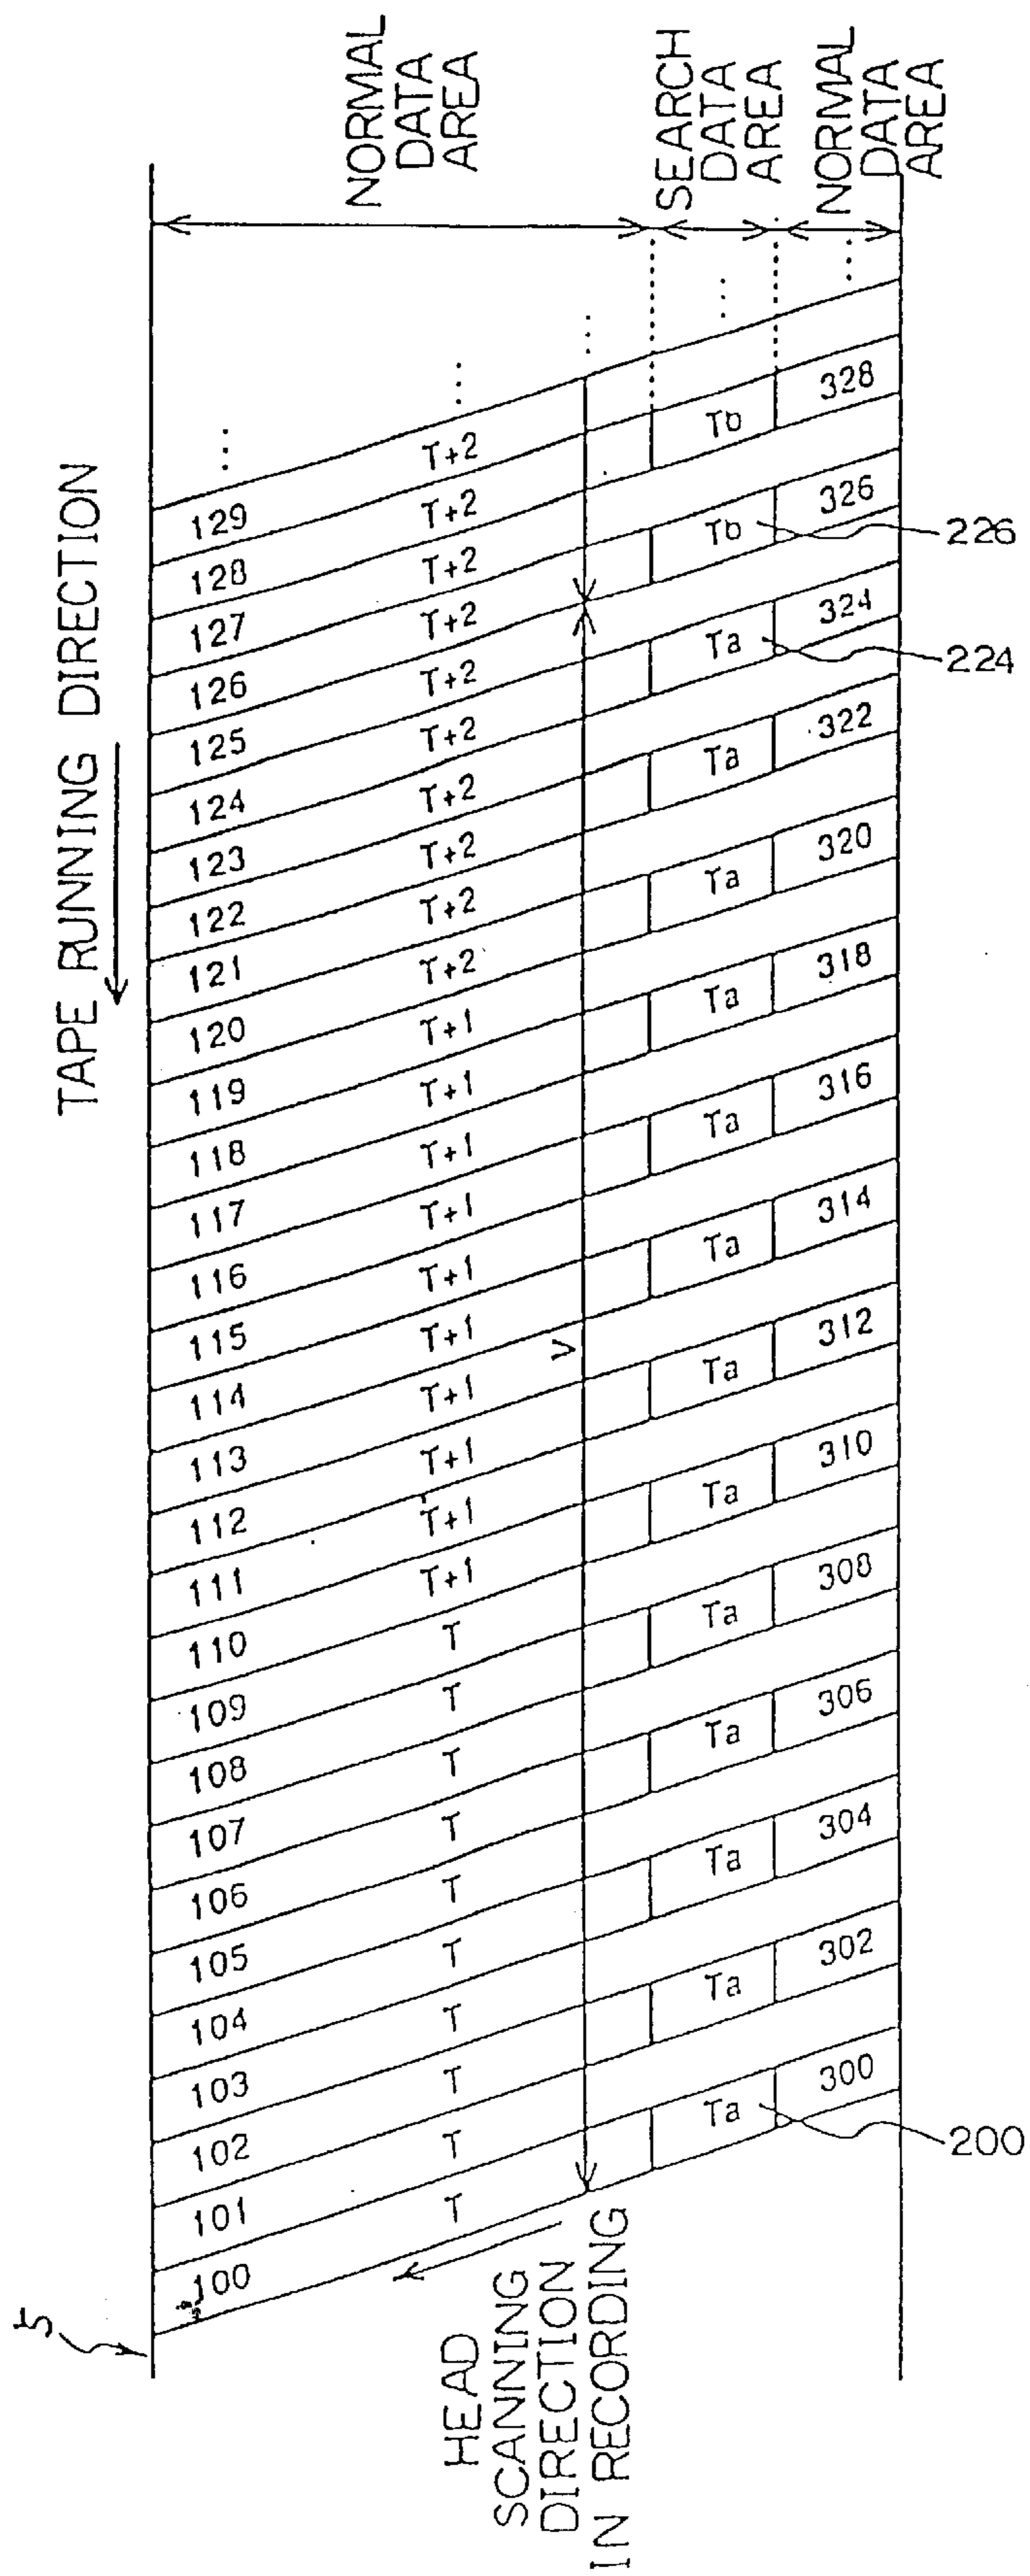 TAPE RUNNING DIRECTION
5
100 101 102 103 104 105 106 107 108 109 110 111 112 113 114 115 116 117 118 119 120 121 122 123 124 125 126 127 128 129 ...
NORMAL
DATA
AREA
T T T T T T T T T T T+1 T+1 T+1 T+1 T+1 T+1 T+1 T+1 T+1 T+1 T+2 T+2 T+2 T+2 T+2 T+2 T+2 T+2 T+2 T+2 ...
HEAD
SCANNING
DIRECTION
IN RECORDING
V
...
SEARCH
DATA
AREA
Ta Ta Ta Ta Ta Ta Ta Ta Ta Ta Ta Ta Ta Tb Tb ...
NORMAL
DATA
AREA
300 302 304 306 308 310 312 314 316 318 320 322 324 326 328 ...
200 224 226